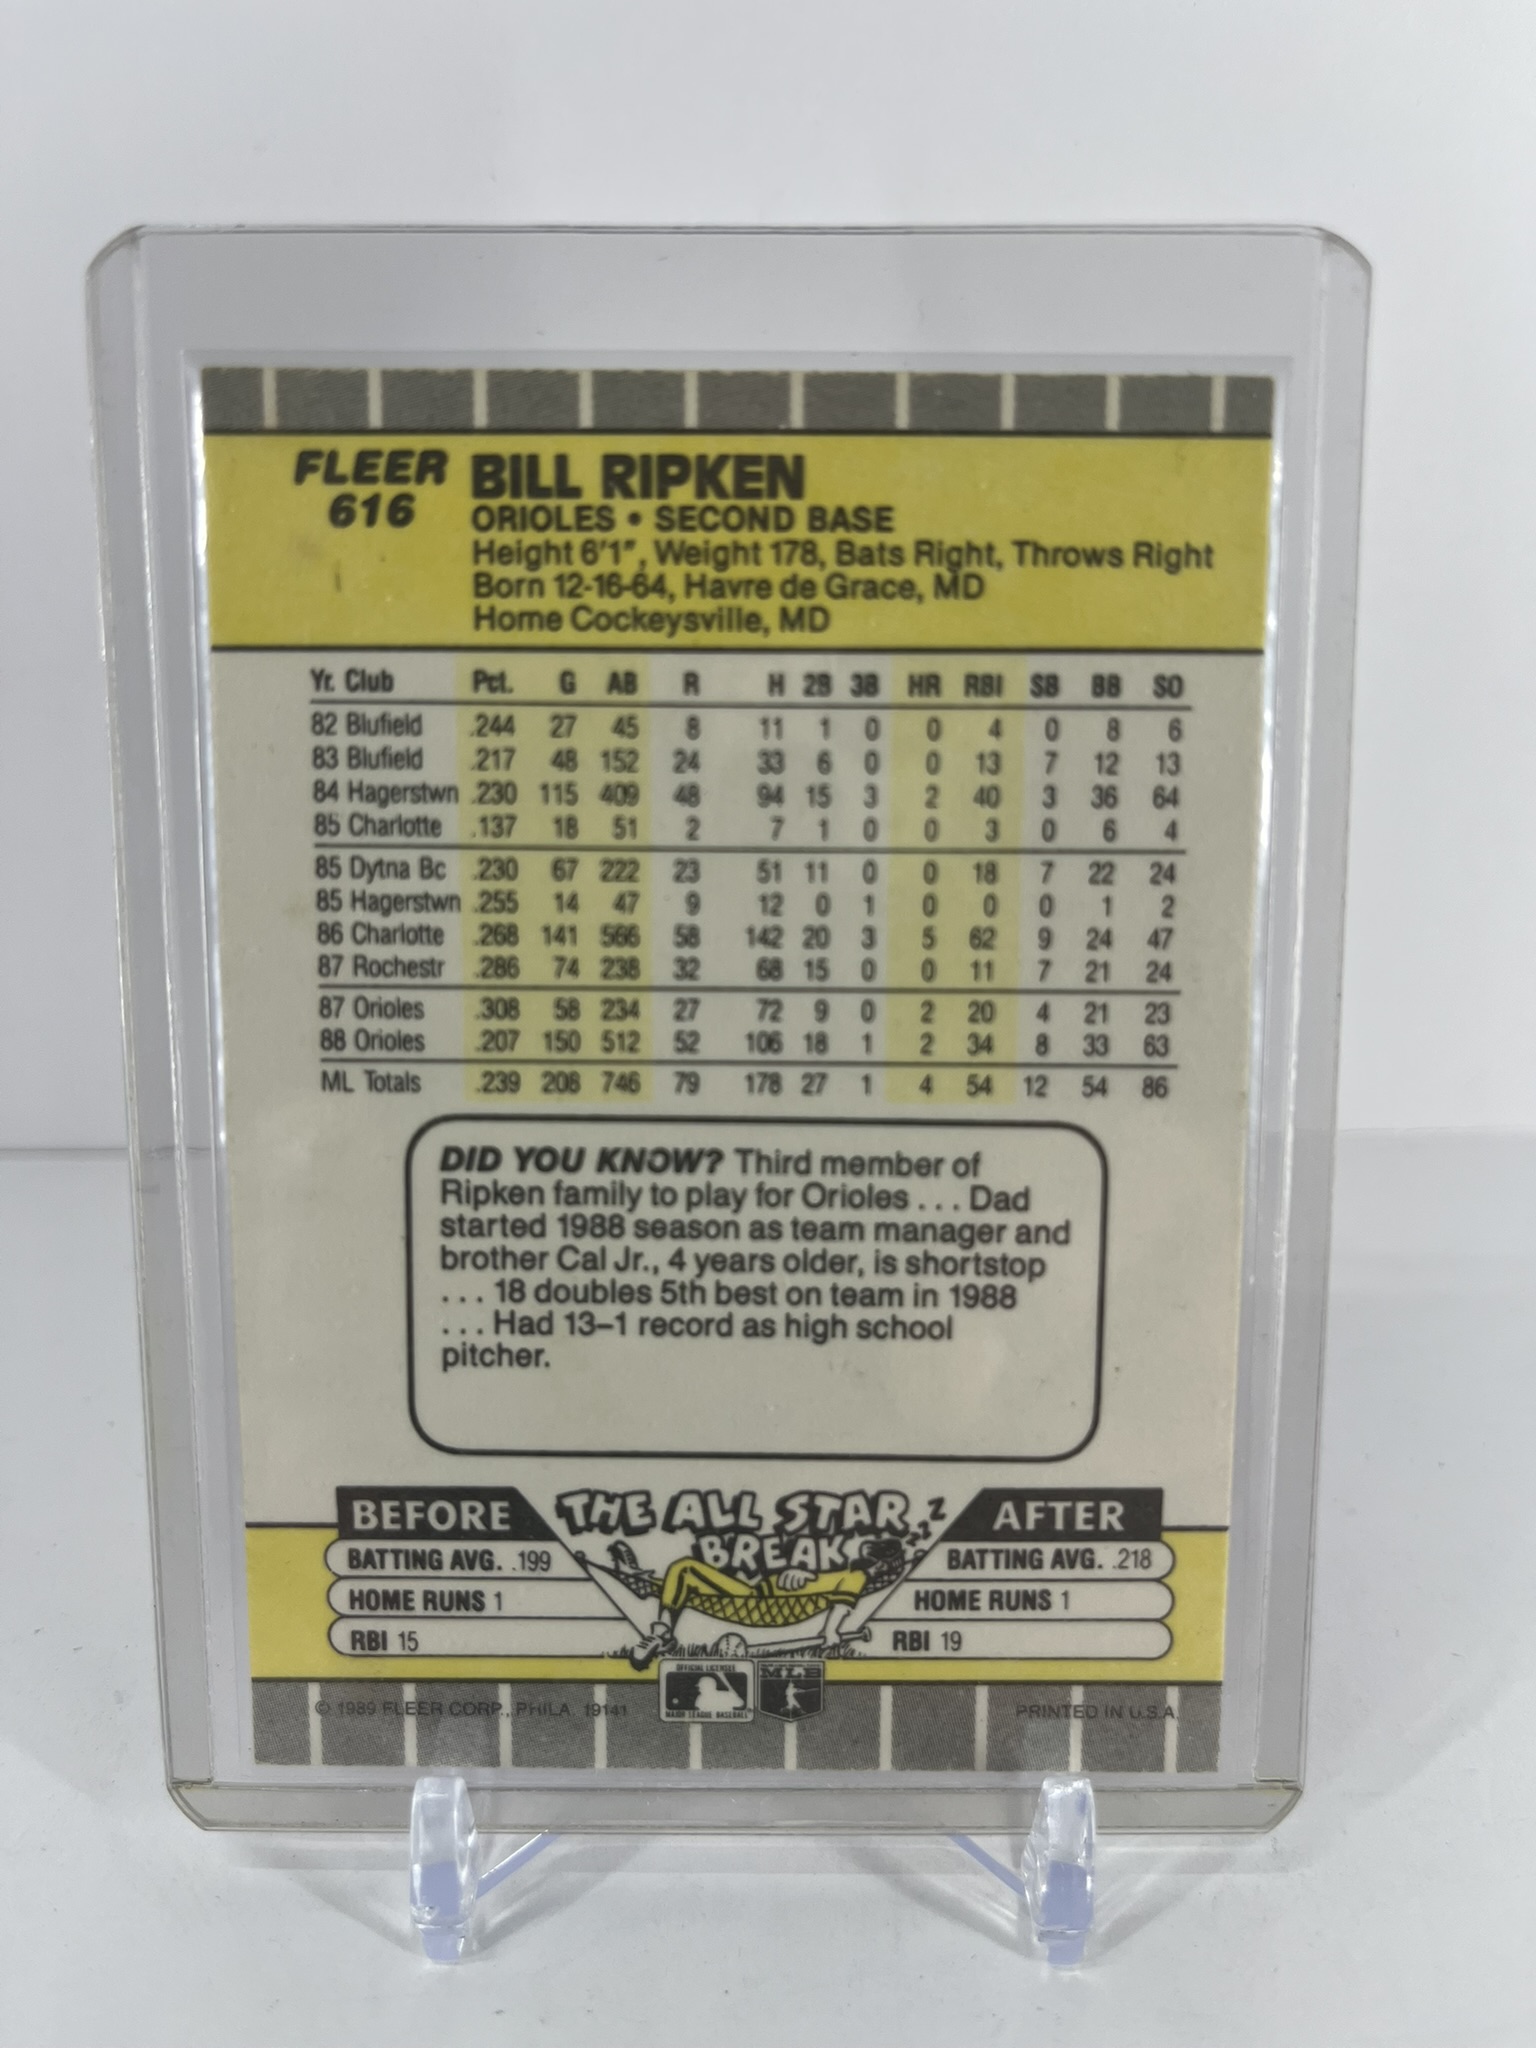 FLEER
616
BILL RIPKEN
ORIOLES • SECOND BASE
Height 6'1", Weight 178, Bats Right, Throws Right
Born 12-16-64, Havre de Grace, MD
Home Cockeysville, MD
Yr. Club Pct. G AB R H 2B 3B HR RBI SB BB SO
82 Blufield .244 27 45 8 11 1 0 0 4 0 8 6
83 Blufield .217 48 152 24 33 6 0 0 13 7 12 13
84 Hagerstwn .230 115 409 48 94 15 3 2 40 3 36 64
85 Charlotte .137 18 51 2 7 1 0 0 3 0 6 4
85 Dytna Bc .230 67 222 23 51 11 0 0 18 7 22 24
85 Hagerstwn .255 14 47 9 12 0 1 0 0 0 1 2
86 Charlotte .268 141 566 58 142 20 3 5 62 9 24 47
87 Rochestr .286 74 238 32 68 15 0 0 11 7 21 24
87 Orioles .308 58 234 27 72 9 0 2 20 4 21 23
88 Orioles .207 150 512 52 106 18 1 2 34 8 33 63
ML Totals .239 208 746 79 178 27 1 4 54 12 54 86
DID YOU KNOW? Third member of
Ripken family to play for Orioles . . . Dad
started 1988 season as team manager and
brother Cal Jr., 4 years older, is shortstop
. . . 18 doubles 5th best on team in 1988
. . . Had 13–1 record as high school
pitcher.
BEFORE
THE ALL STAR
BREAK
ZZZ
AFTER
BATTING AVG. .199
HOME RUNS 1
RBI 15
BATTING AVG. .218
HOME RUNS 1
RBI 19
© 1989 FLEER CORP., PHILA. 19141
OFFICIAL LICENSEE
MAJOR LEAGUE BASEBALL
MLB
PRINTED IN U.S.A.